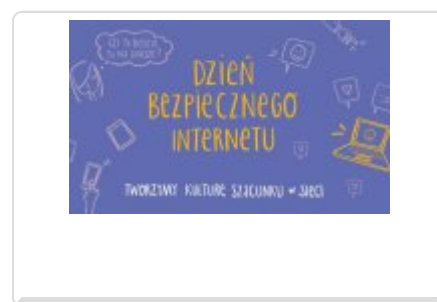 DZIEŃ
BEZPIECZNEGO
INTERNETU
TWORZYMY KULTURĘ SZACUNKU w SIECI